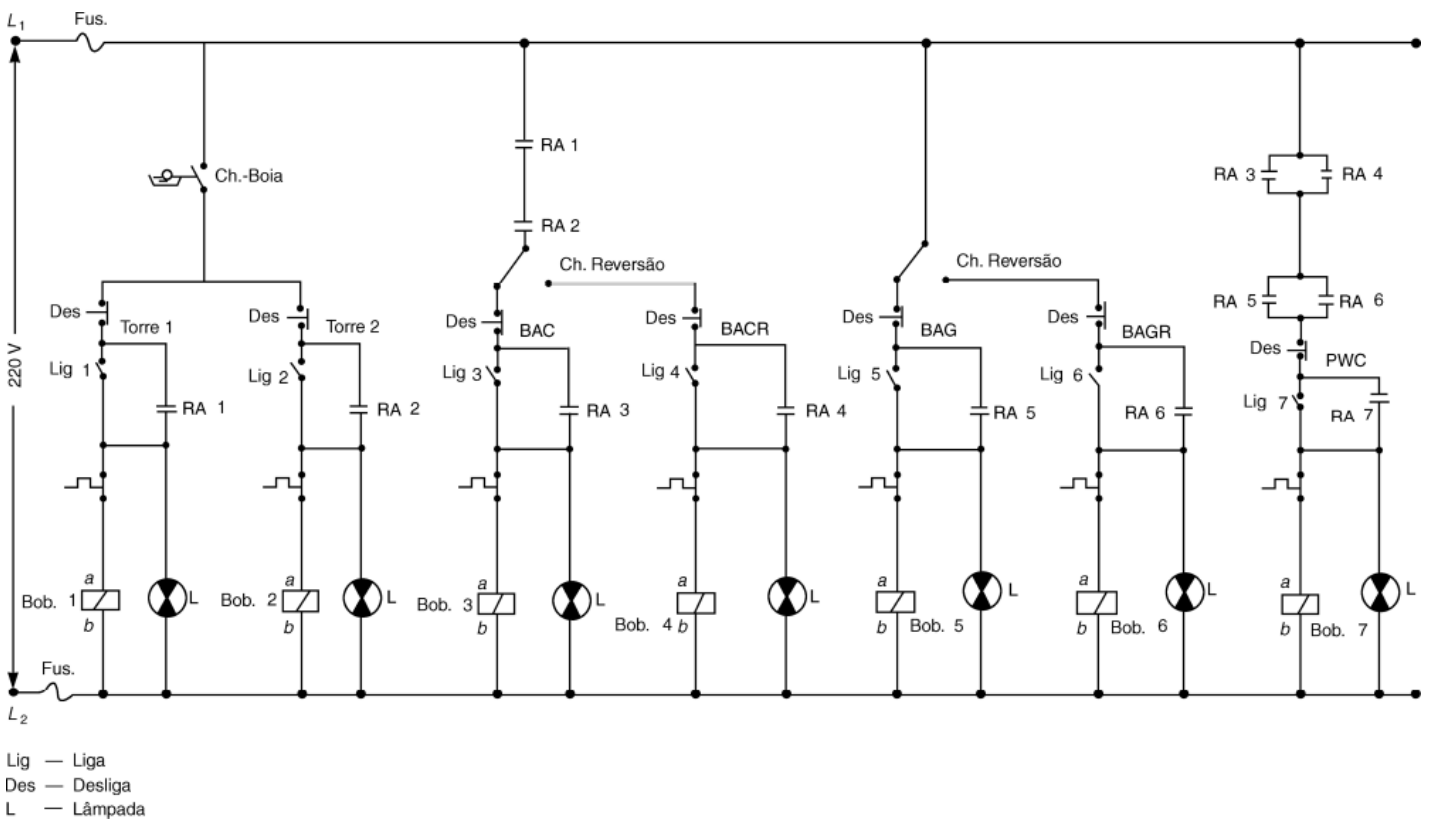 L1
Fus.
RA 1
Ch.-Boia
RA 3
RA 4
RA 2
Ch. Reversão
Ch. Reversão
RA 5
RA 6
Des
Torre 1
Des
Torre 2
Des
BAC
Des
BACR
Des
BAG
Des
BAGR
Des
PWC
220 V
Lig 1
Lig 2
Lig 3
Lig 4
Lig 5
Lig 6
Lig 7
RA 1
RA 2
RA 3
RA 4
RA 5
RA 6
RA 7
a
Bob. 1
b
L
a
Bob. 2
b
L
a
Bob. 3
b
L
a
Bob. 4
b
L
a
b
Bob. 5
L
a
b
Bob. 6
L
a
b
Bob. 7
L
Fus.
L2
Lig — Liga
Des — Desliga
L — Lâmpada